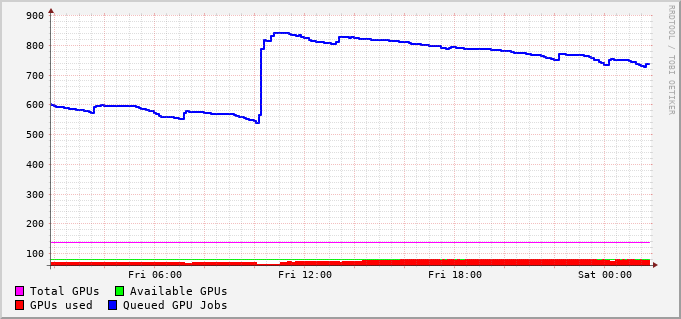 900
800
700
600
500
400
300
200
100
Fri 06:00 Fri 12:00 Fri 18:00 Sat 00:00
Total GPUs Available GPUs
GPUs used Queued GPU Jobs
RRDTOOL / TOBI OETIKER